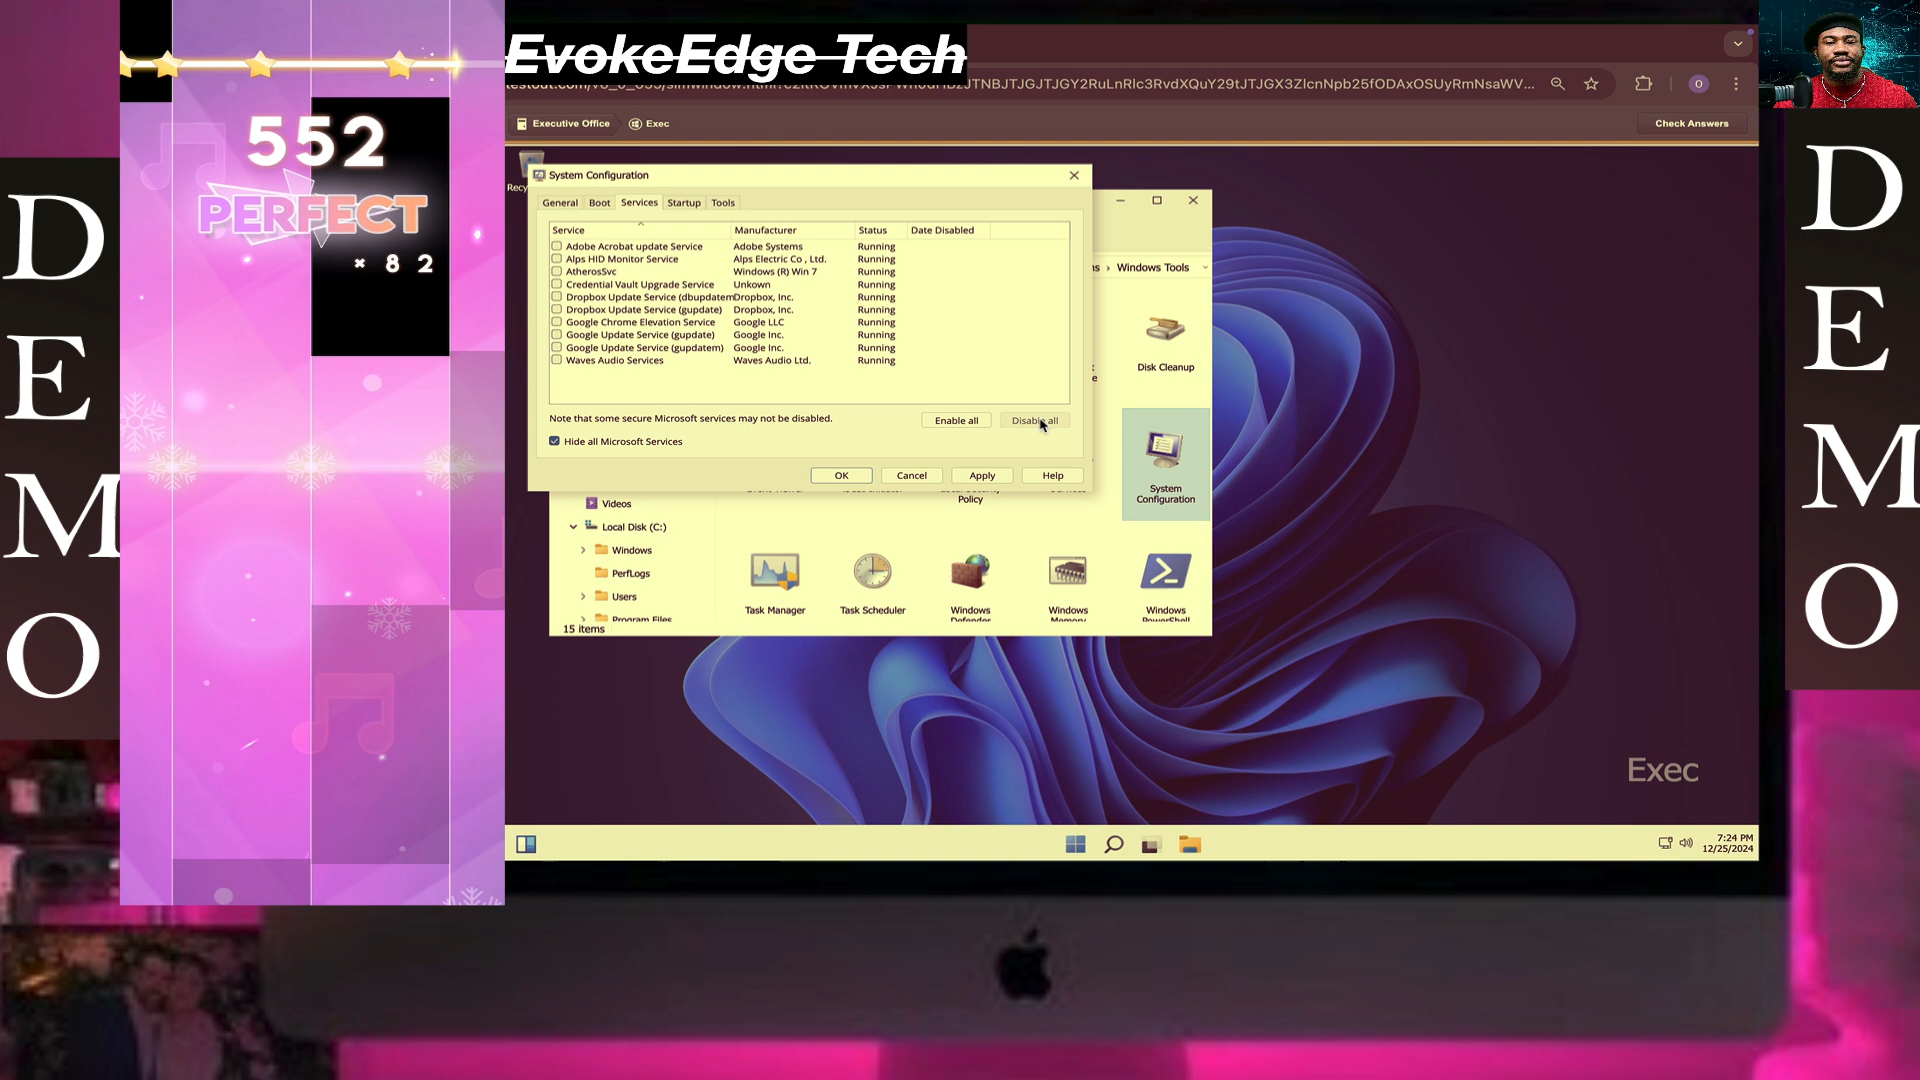 EvokeEdge Tech
552
PERFECT
× 8 2
DEMO
DEMO
Executive Office
Exec
Check Answers
System Configuration
General Boot Services Startup Tools
Service Manufacturer Status Date Disabled
Adobe Acrobat update Service Adobe Systems Running
Alps HID Monitor Service Alps Electric Co , Ltd. Running
AtherosSvc Windows (R) Win 7 Running
Credential Vault Upgrade Service Unkown Running
Dropbox Update Service (dbupdatem Dropbox, Inc. Running
Dropbox Update Service (gupdate) Dropbox, Inc. Running
Google Chrome Elevation Service Google LLC Running
Google Update Service (gupdate) Google Inc. Running
Google Update Service (gupdatem) Google Inc. Running
Waves Audio Services Waves Audio Ltd. Running
Note that some secure Microsoft services may not be disabled.
Enable all Disable all
Hide all Microsoft Services
OK Cancel Apply Help
Windows Tools
Disk Cleanup
System
Configuration
Policy
Videos
Local Disk (C:)
Windows
PerfLogs
Users
Program Files
Task Manager
Task Scheduler
Windows
Defender
Windows
Memory
Windows
PowerShell
15 items
Exec
O
7:24 PM
12/25/2024